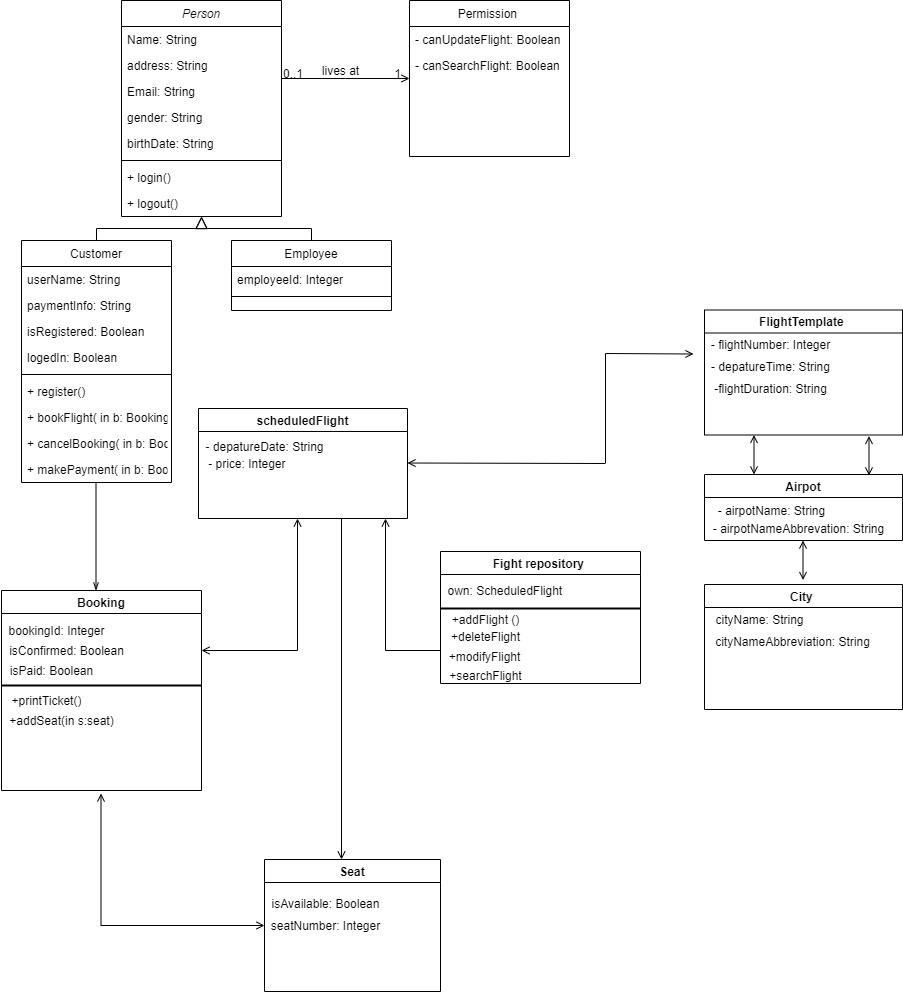 Person
Name: String
address: String
Email: String
gender: String
birthDate: String
+ login()
+ logout()
0..1
lives at
1
Permission
- canUpdateFlight: Boolean
- canSearchFlight: Boolean
Customer
userName: String
paymentInfo: String
isRegistered: Boolean
logedIn: Boolean
+ register()
+ bookFlight( in b: Booking
+ cancelBooking( in b: Boo
+ makePayment( in b: Boo
Employee
employeeId: Integer
FlightTemplate
- flightNumber: Integer
- depatureTime: String
-flightDuration: String
scheduledFlight
- depatureDate: String
- price: Integer
Airpot
- airpotName: String
- airpotNameAbbrevation: String
Fight repository
own: ScheduledFlight
+addFlight ()
+deleteFlight
+modifyFlight
+searchFlight
City
cityName: String
cityNameAbbreviation: String
Booking
bookingId: Integer
isConfirmed: Boolean
isPaid: Boolean
+printTicket()
+addSeat(in s:seat)
Seat
isAvailable: Boolean
seatNumber: Integer